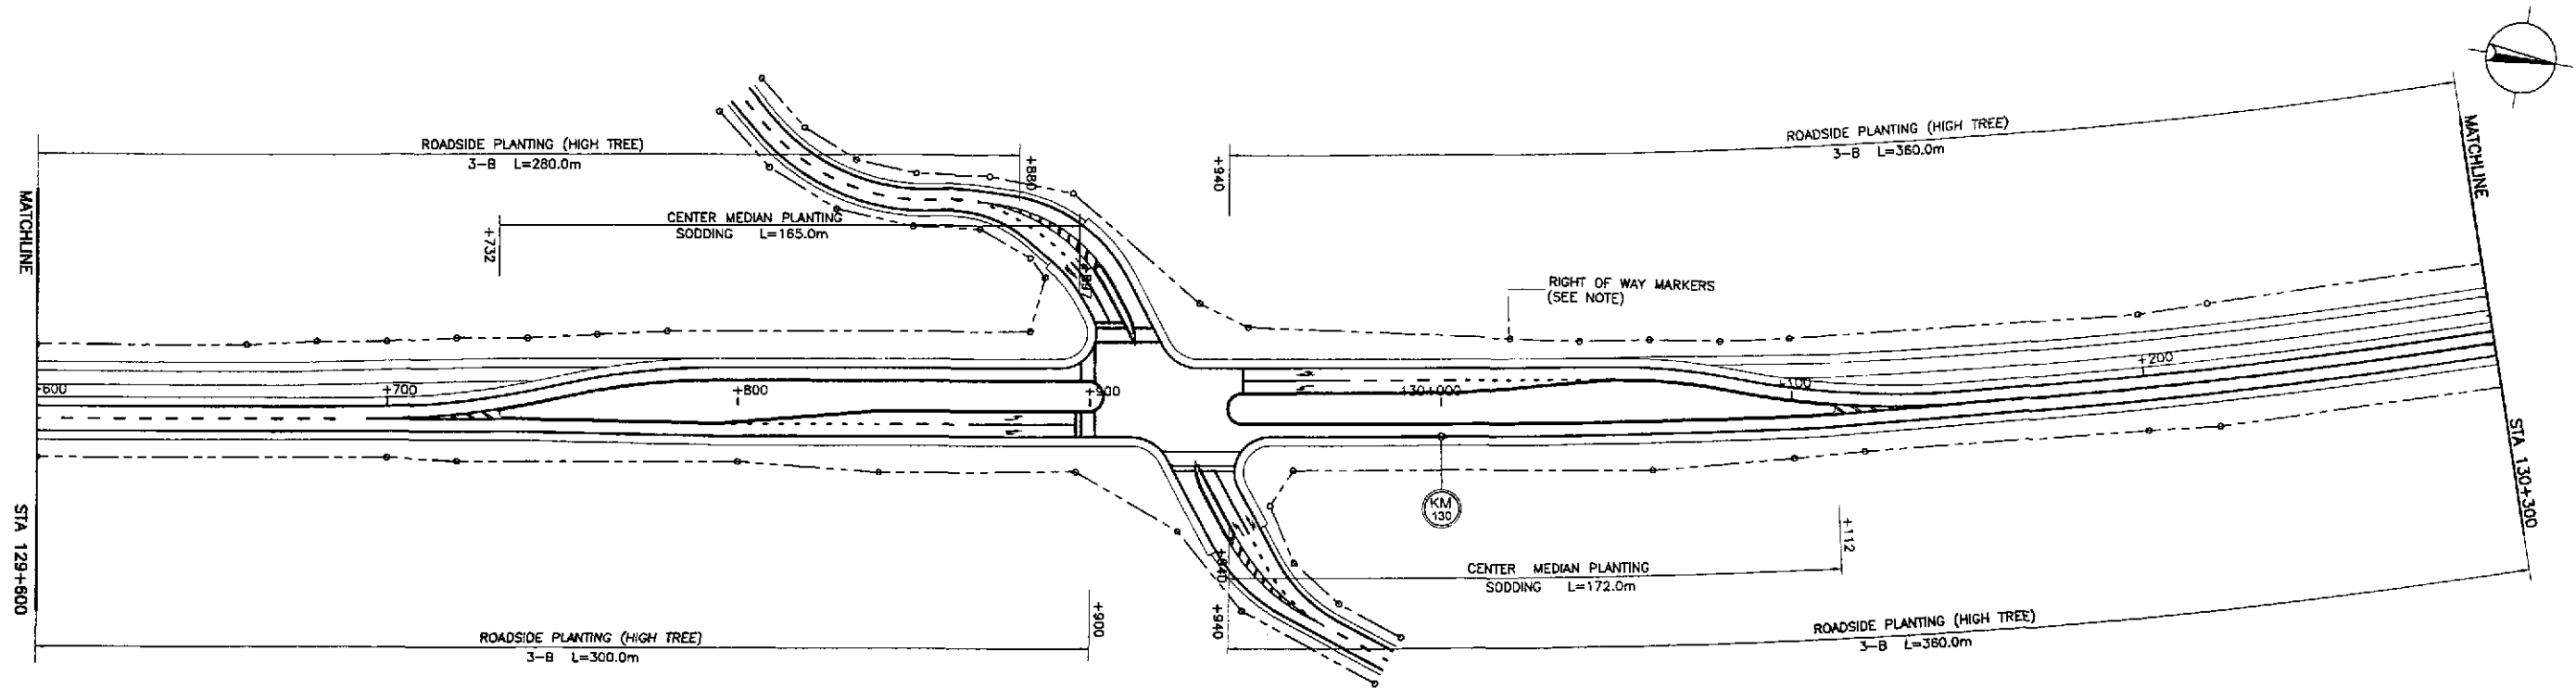 ROADSIDE PLANTING (HIGH TREE)
3-B L=280.0m
+880
+940
ROADSIDE PLANTING (HIGH TREE)
3-B L=360.0m
MATCHLINE
MATCHLINE
CENTER MEDIAN PLANTING
SODDING L=165.0m
+732
+897
RIGHT OF WAY MARKERS
(SEE NOTE)
+600
+700
+800
+900
130+000
+100
+200
KM
130
STA 129+600
STA 130+300
+112
CENTER MEDIAN PLANTING
SODDING L=172.0m
+940
+900
+940
ROADSIDE PLANTING (HIGH TREE)
3-B L=300.0m
ROADSIDE PLANTING (HIGH TREE)
3-B L=360.0m